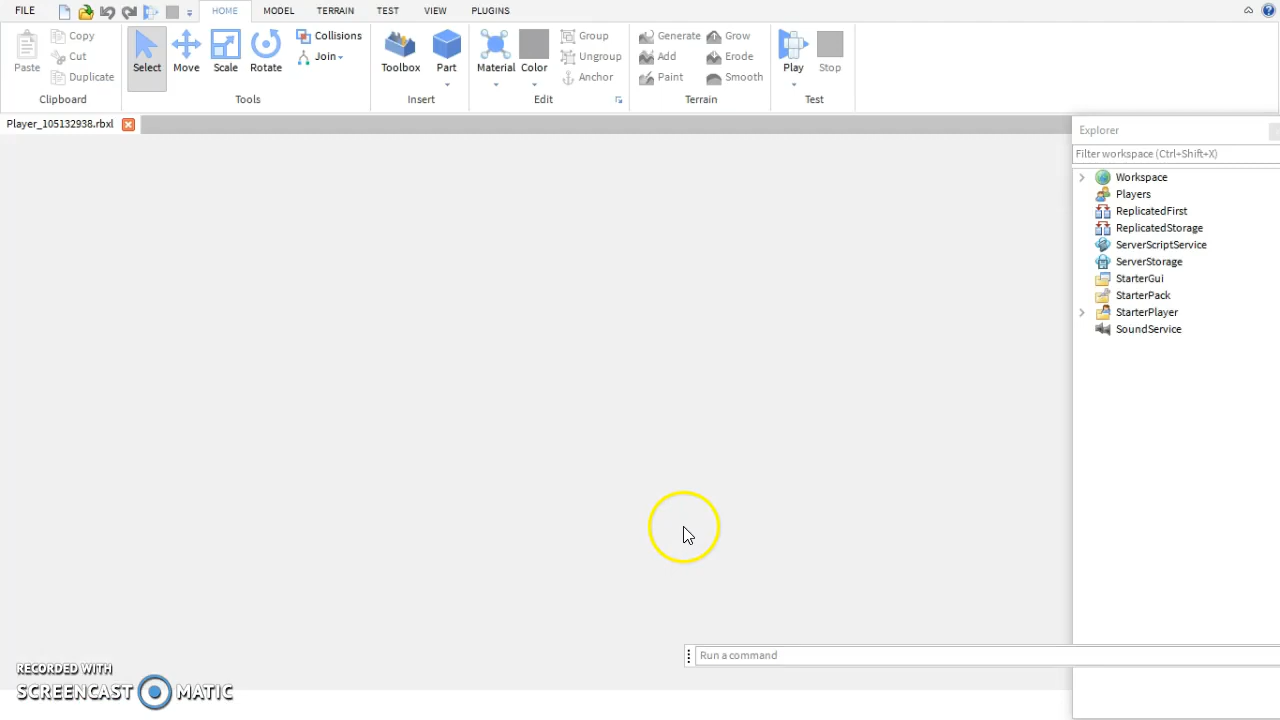 FILE
HOME
MODEL
TERRAIN
TEST
VIEW
PLUGINS
Paste
Copy
Cut
Duplicate
Clipboard
Select
Move
Scale
Rotate
Collisions
Join
Tools
Toolbox
Part
Insert
Material
Color
Group
Ungroup
Anchor
Edit
Generate
Add
Paint
Grow
Erode
Smooth
Terrain
Play
Stop
Test
Player_105132938.rbxl
Explorer
Filter workspace (Ctrl+Shift+X)
Workspace
Players
ReplicatedFirst
ReplicatedStorage
ServerScriptService
ServerStorage
StarterGui
StarterPack
StarterPlayer
SoundService
Run a command
RECORDED WITH
SCREENCAST MATIC